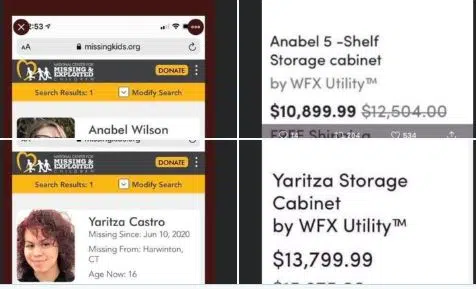 2:53
AA
missingkids.org
NATIONAL CENTER FOR
MISSING &
EXPLOITED
CHILDREN
DONATE
Search Results: 1
Modify Search
Anabel Wilson
Anabel 5 -Shelf
Storage cabinet
by WFX Utility™
$10,899.99 $12,504.00
FREE Shipping
14
204
534
missingkids.org
NATIONAL CENTER FOR
MISSING &
EXPLOITED
CHILDREN
DONATE
Search Results: 1
Modify Search
Yaritza Castro
Missing Since: Jun 10, 2020
Missing From: Harwinton,
CT
Age Now: 16
Yaritza Storage
Cabinet
by WFX Utility™
$13,799.99